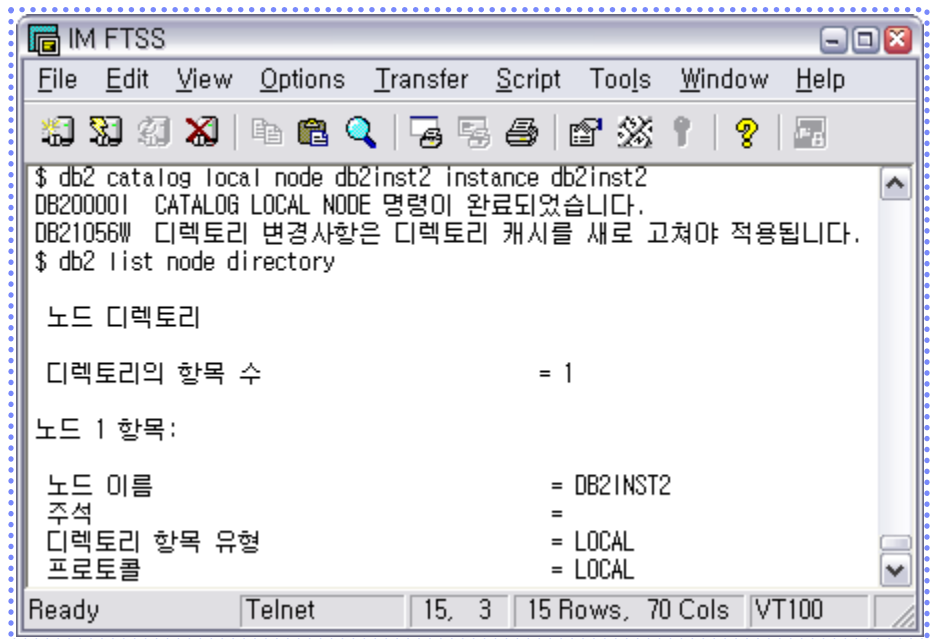 IM FTSS
File Edit View Options Transfer Script Tools Window Help
$ db2 catalog local node db2inst2 instance db2inst2
DB20000I CATALOG LOCAL NODE 명령이 완료되었습니다.
DB21056W 디렉토리 변경사항은 디렉토리 캐시를 새로 고쳐야 적용됩니다.
$ db2 list node directory
노드 디렉토리
디렉토리의 항목 수 = 1
노드 1 항목:
노드 이름 = DB2INST2
주석 =
디렉토리 항목 유형 = LOCAL
프로토콜 = LOCAL
Ready Telnet 15, 3 15 Rows, 70 Cols VT100